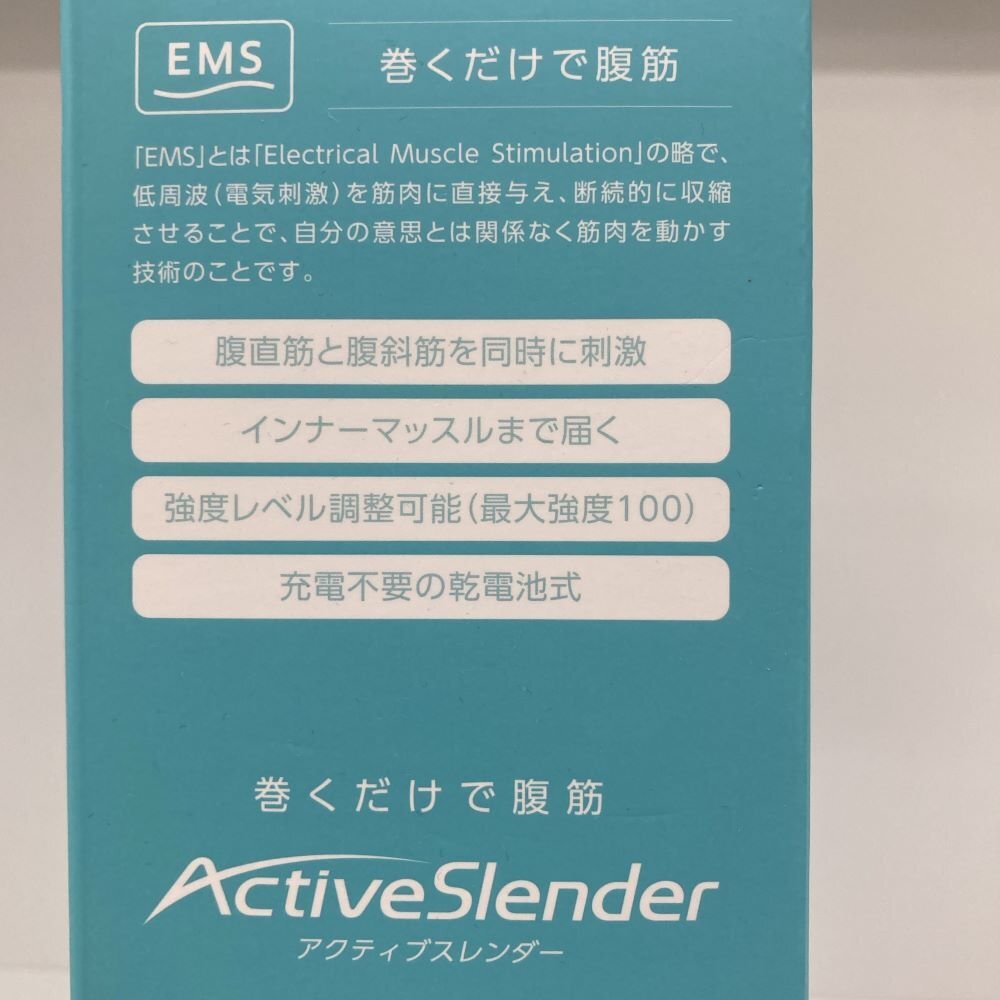 EMS
巻くだけで腹筋
「EMS」とは「Electrical Muscle Stimulation」の略で、
低周波（電気刺激）を筋肉に直接与え、断続的に収縮
させることで、自分の意思とは関係なく筋肉を動かす
技術のことです。
腹直筋と腹斜筋を同時に刺激
インナーマッスルまで届く
強度レベル調整可能（最大強度100）
充電不要の乾電池式
巻くだけで腹筋
ActiveSlender
アクティブスレンダー